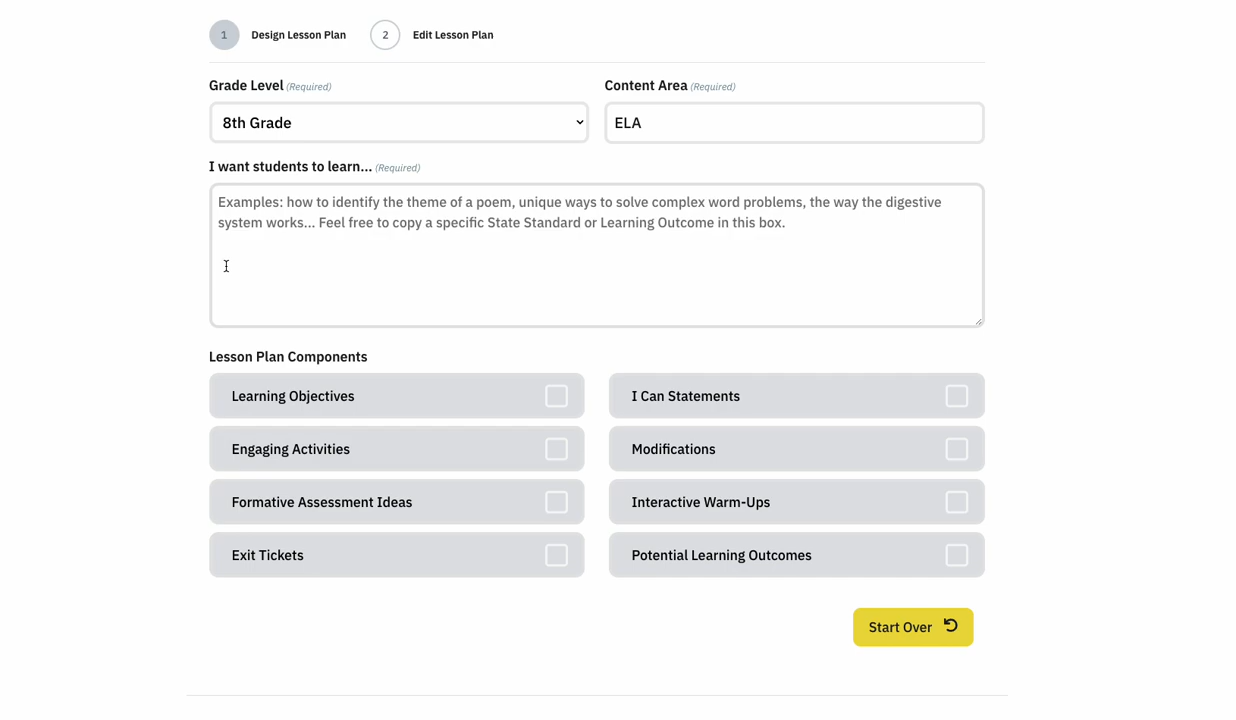 1 Design Lesson Plan 2 Edit Lesson Plan
Grade Level (Required) Content Area (Required)
8th Grade ELA
I want students to learn... (Required)
Examples: how to identify the theme of a poem, unique ways to solve complex word problems, the way the digestive
system works... Feel free to copy a specific State Standard or Learning Outcome in this box.
Lesson Plan Components
Learning Objectives I Can Statements
Engaging Activities Modifications
Formative Assessment Ideas Interactive Warm-Ups
Exit Tickets Potential Learning Outcomes
Start Over